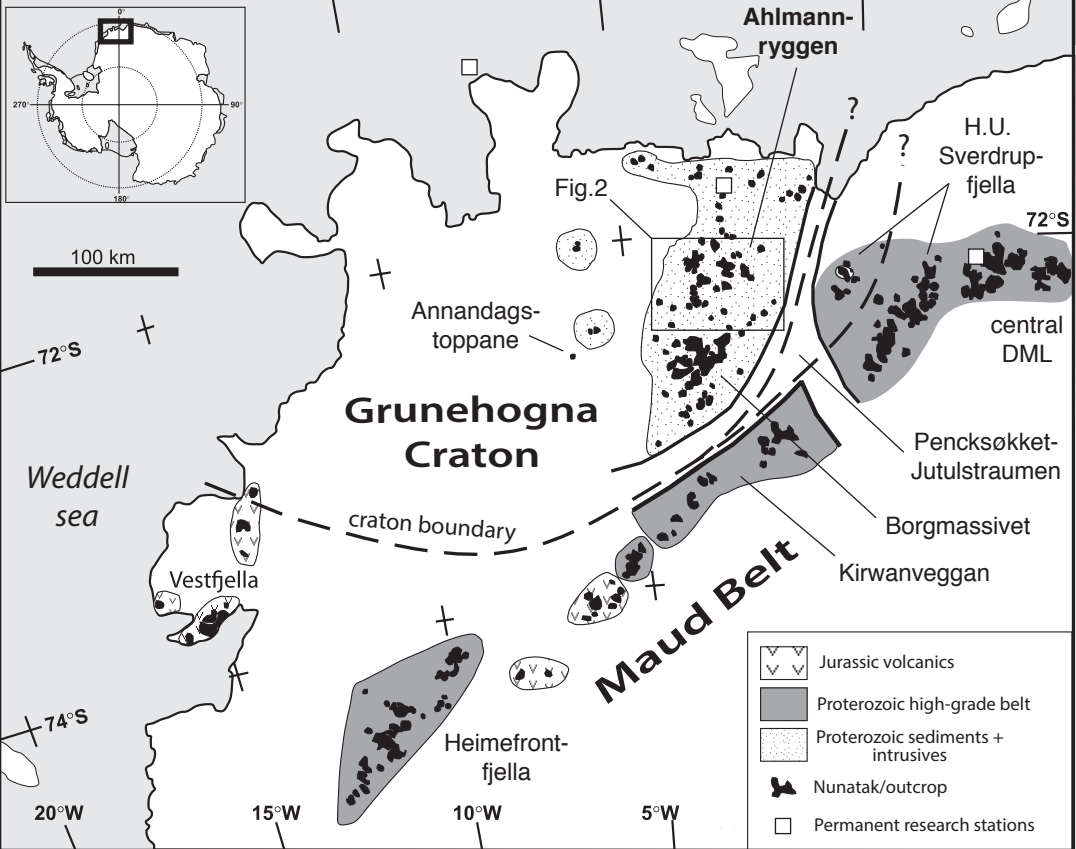 0°
270°
90°
180°
Ahlmann-
ryggen
?
?
H.U.
Sverdrup-
fjella
Fig.2
72°S
100 km
Annandags-
toppane
central
DML
72°S
Grunehogna
Craton
Pencksøkket-
Jutulstraumen
Weddell
sea
craton boundary
Borgmassivet
Kirwanveggan
Vestfjella
Maud Belt
74°S
Heimefront-
fjella
20°W
15°W
10°W
5°W
Jurassic volcanics
Proterozoic high-grade belt
Proterozoic sediments +
intrusives
Nunatak/outcrop
Permanent research stations